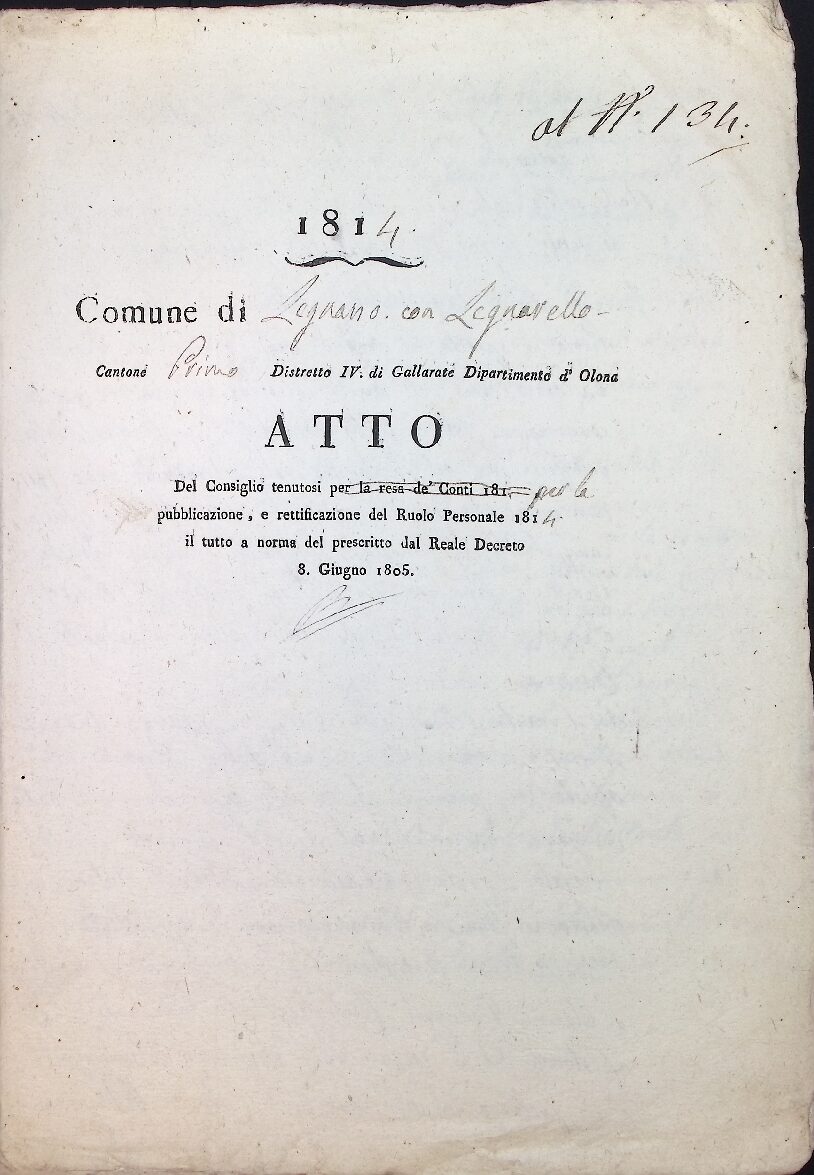 al N.° 134.
1814.
Comune di Legnano. con Legnarello
Cantone Primo Distretto IV. di Gallarate Dipartimento d' Olona
ATTO
Del Consiglio tenutosi per la resa de' Conti 181 per la
pubblicazione, e rettificazione del Ruolo Personale 1814.
il tutto a norma del prescritto dal Reale Decreto
8. Giugno 1805.